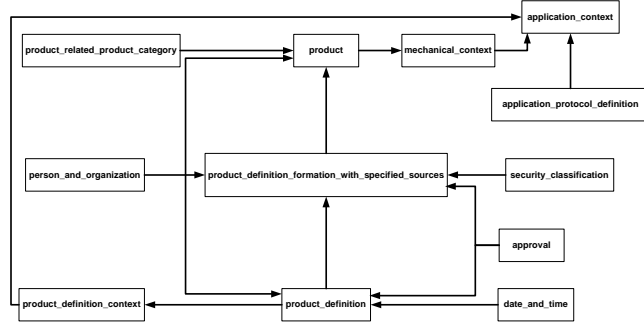 application_context
product_related_product_category
product
mechanical_context
application_protocol_definition
person_and_organization
product_definition_formation_with_specified_sources
security_classification
approval
product_definition_context
product_definition
date_and_time